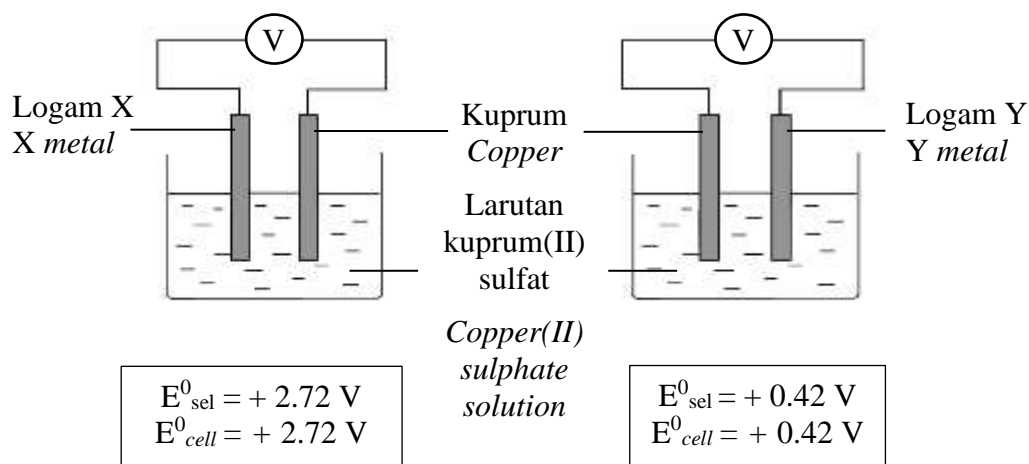 V
V
Logam X
X metal
Kuprum
Copper
Logam Y
Y metal
Larutan
kuprum(II)
sulfat
Copper(II)
sulphate
solution
E⁰sel = + 2.72 V
E⁰cell = + 2.72 V
E⁰sel = + 0.42 V
E⁰cell = + 0.42 V